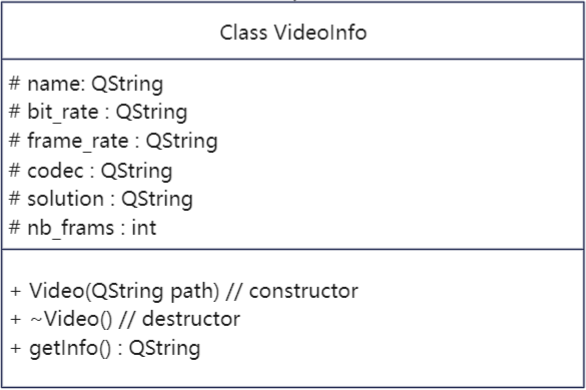 Class VideoInfo
# name: QString
# bit_rate : QString
# frame_rate : QString
# codec : QString
# solution : QString
# nb_frams : int
+ Video(QString path) // constructor
+ ~Video() // destructor
+ getInfo() : QString